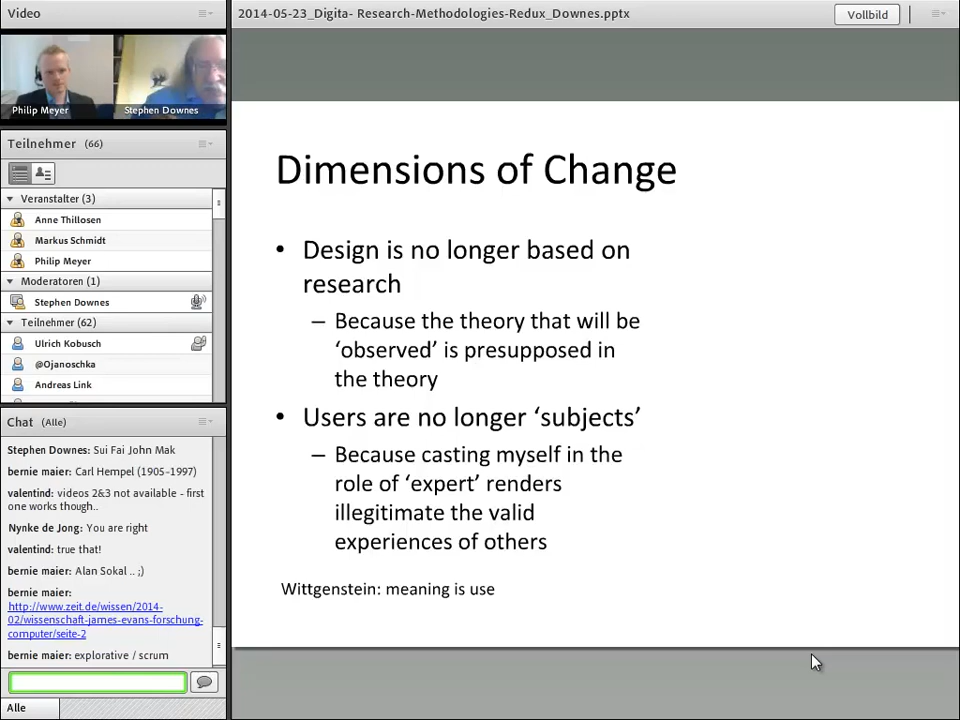 Video
Philip Meyer
Stephen Downes
Teilnehmer (66)
Veranstalter (3)
Anne Thillosen
Markus Schmidt
Philip Meyer
Moderatoren (1)
Stephen Downes
Teilnehmer (62)
Ulrich Kobusch
@Ojanoschka
Andreas Link
Chat (Alle)
Stephen Downes: Sui Fai John Mak
bernie maier: Carl Hempel (1905-1997)
valentind: videos 2&3 not available - first
one works though..
Nynke de Jong: You are right
valentind: true that!
bernie maier: Alan Sokal .. ;)
bernie maier:
http://www.zeit.de/wissen/2014-
02/wissenschaft-james-evans-forschung-
computer/seite-2
bernie maier: explorative / scrum
Alle
2014-05-23_Digita- Research-Methodologies-Redux_Downes.pptx
Vollbild
Dimensions of Change
• Design is no longer based on
research
– Because the theory that will be
‘observed’ is presupposed in
the theory
• Users are no longer ‘subjects’
– Because casting myself in the
role of ‘expert’ renders
illegitimate the valid
experiences of others
Wittgenstein: meaning is use